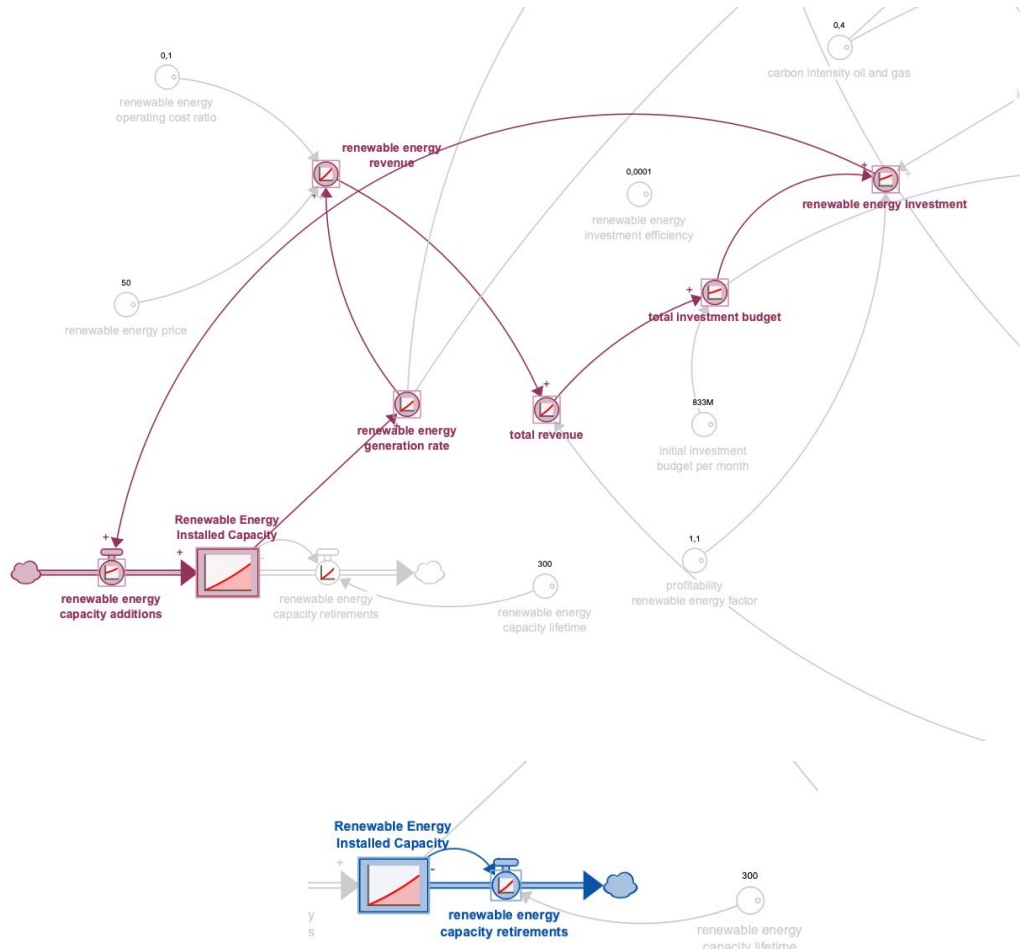 0,4
carbon intensity oil and gas
0,1
renewable energy
operating cost ratio
renewable energy
revenue
+
+
+
+
0,0001
renewable energy
investment efficiency
renewable energy investment
50
renewable energy price
+
total investment budget
833M
initial investment
budget per month
+
renewable energy
generation rate
+
total revenue
Renewable Energy
Installed Capacity
+
+
-
renewable energy
capacity additions
renewable energy
capacity retirements
300
renewable energy
capacity lifetime
1,1
profitability
renewable energy factor
Renewable Energy
Installed Capacity
+
-
renewable energy
capacity retirements
300
renewable energy
capacity lifetime
y
s